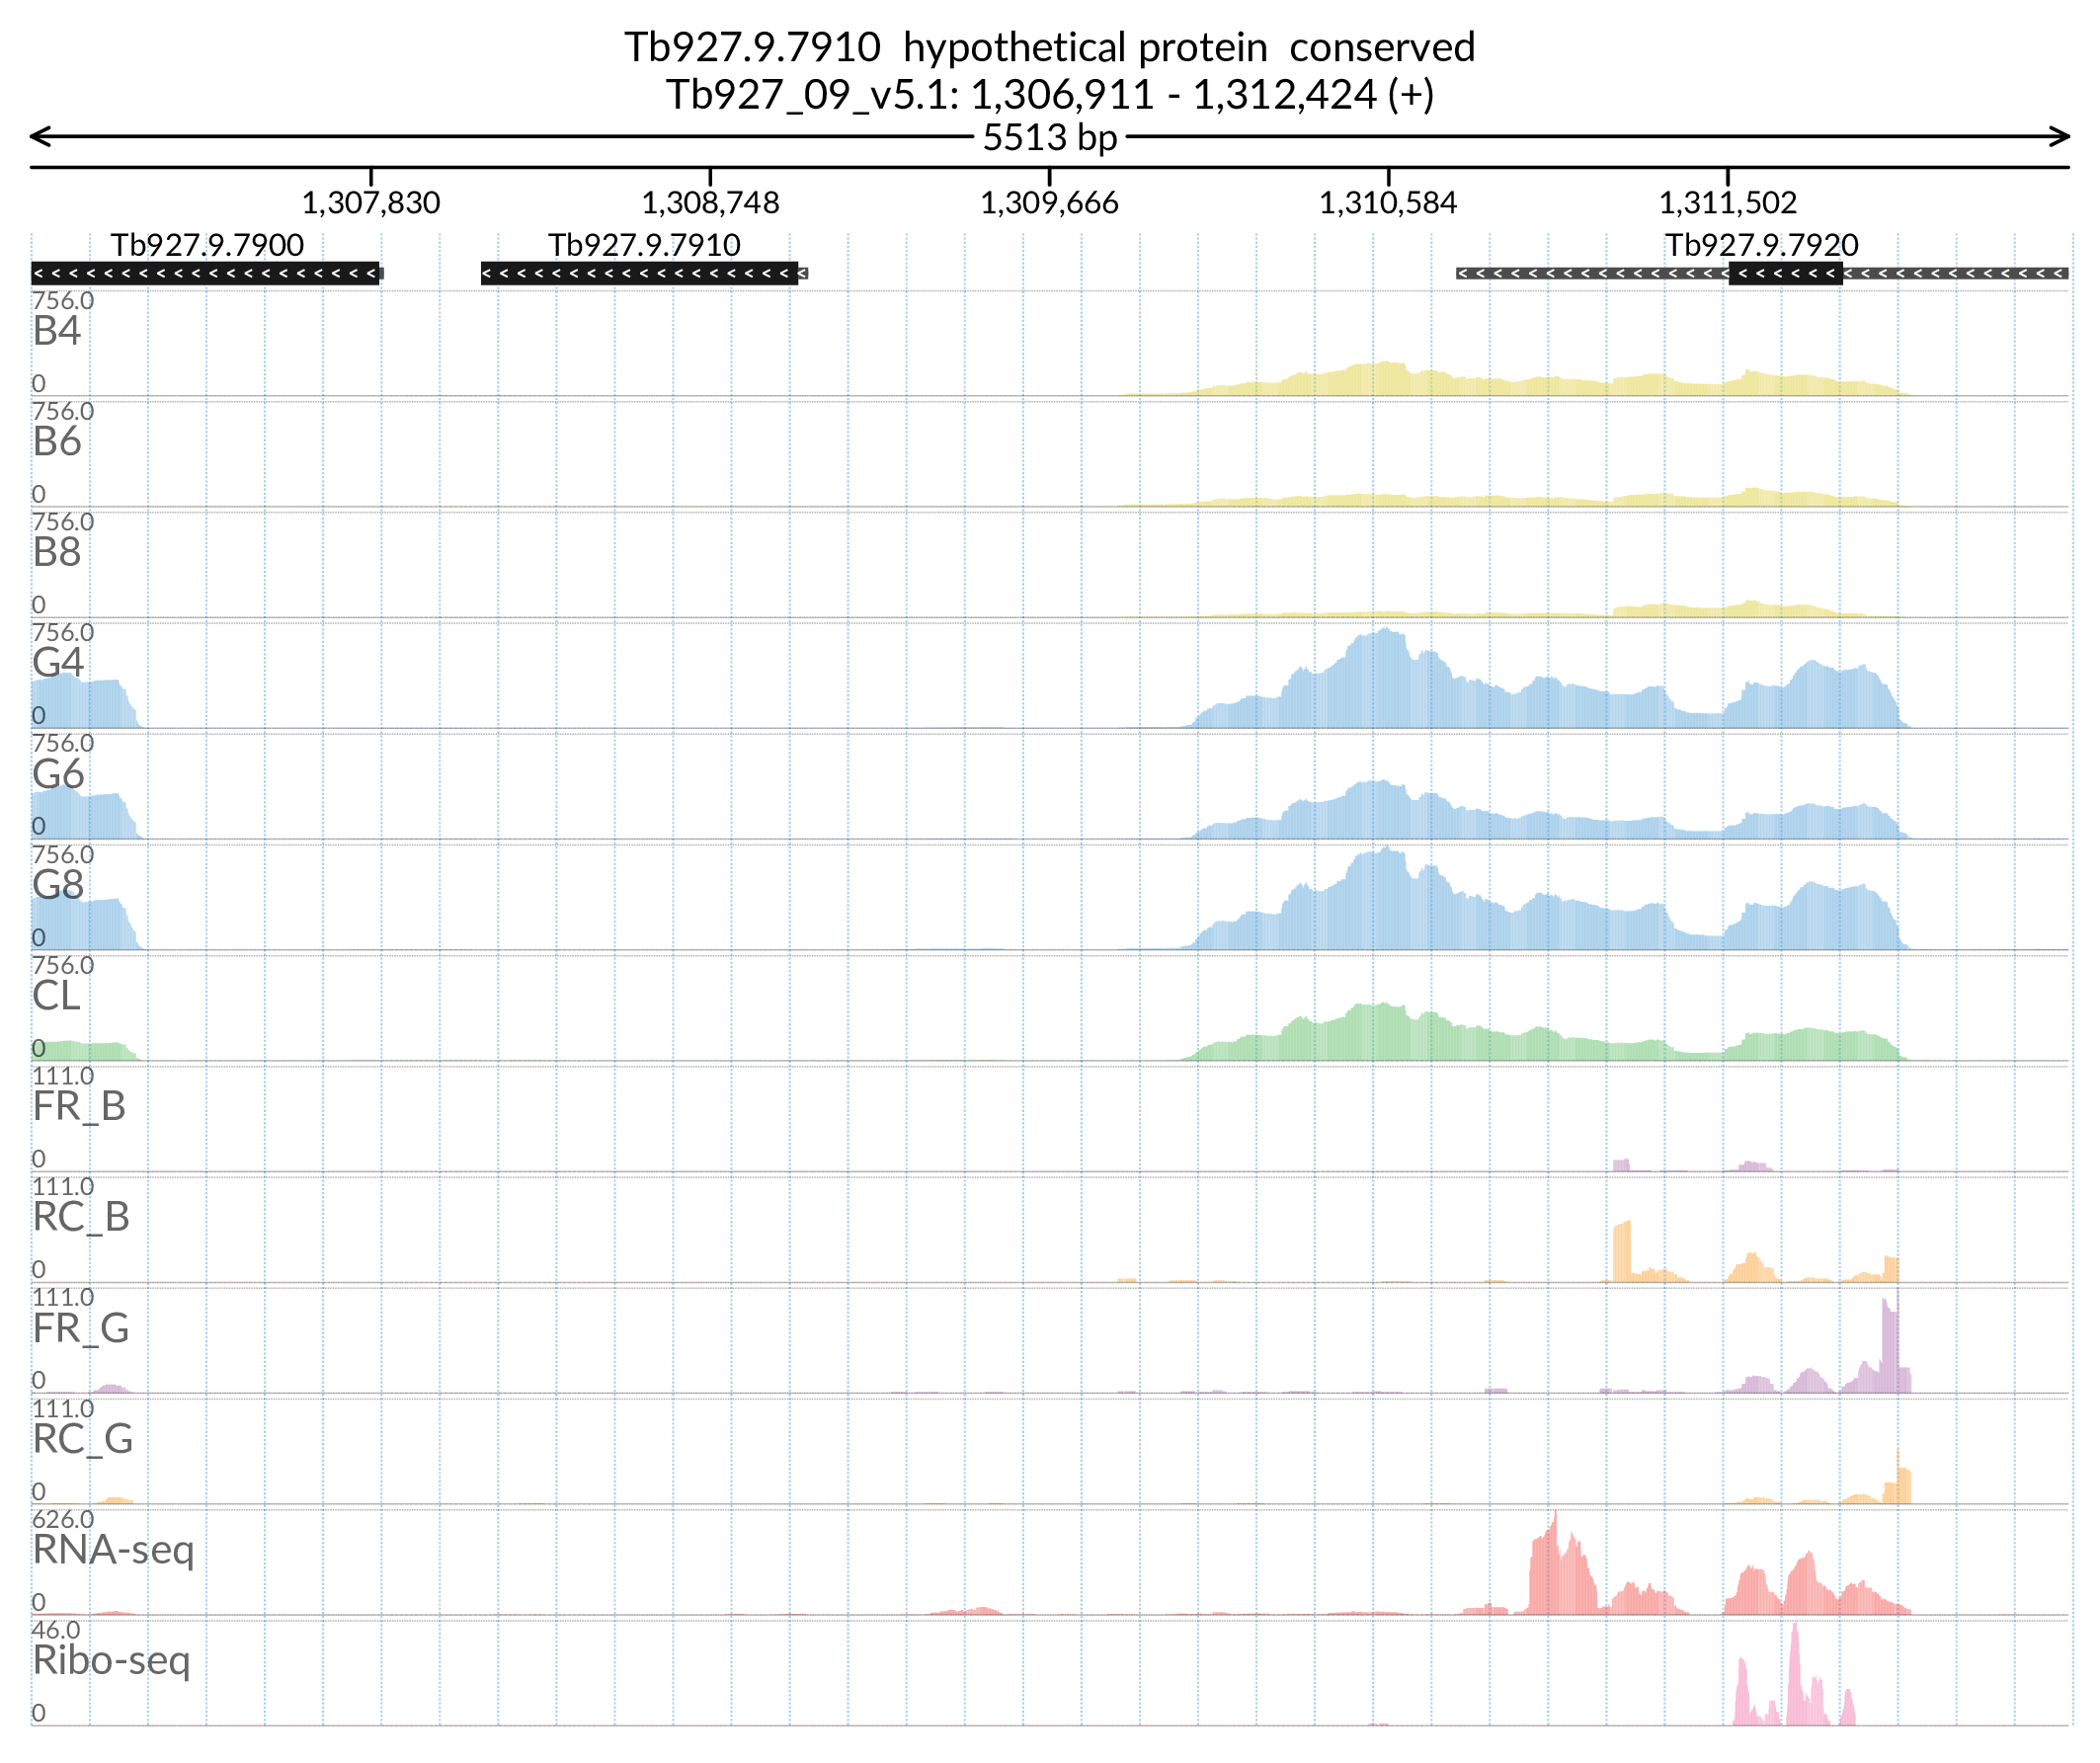 Tb927.9.7910 hypothetical protein conserved
Tb927_09_v5.1: 1,306,911 - 1,312,424 (+)
5513 bp
1,307,830 1,308,748 1,309,666 1,310,584 1,311,502
Tb927.9.7900 Tb927.9.7910 Tb927.9.7920
756.0
B4
0
756.0
B6
0
756.0
B8
0
756.0
G4
0
756.0
G6
0
756.0
G8
0
756.0
CL
0
111.0
FR_B
0
111.0
RC_B
0
111.0
FR_G
0
111.0
RC_G
0
626.0
RNA-seq
0
46.0
Ribo-seq
0